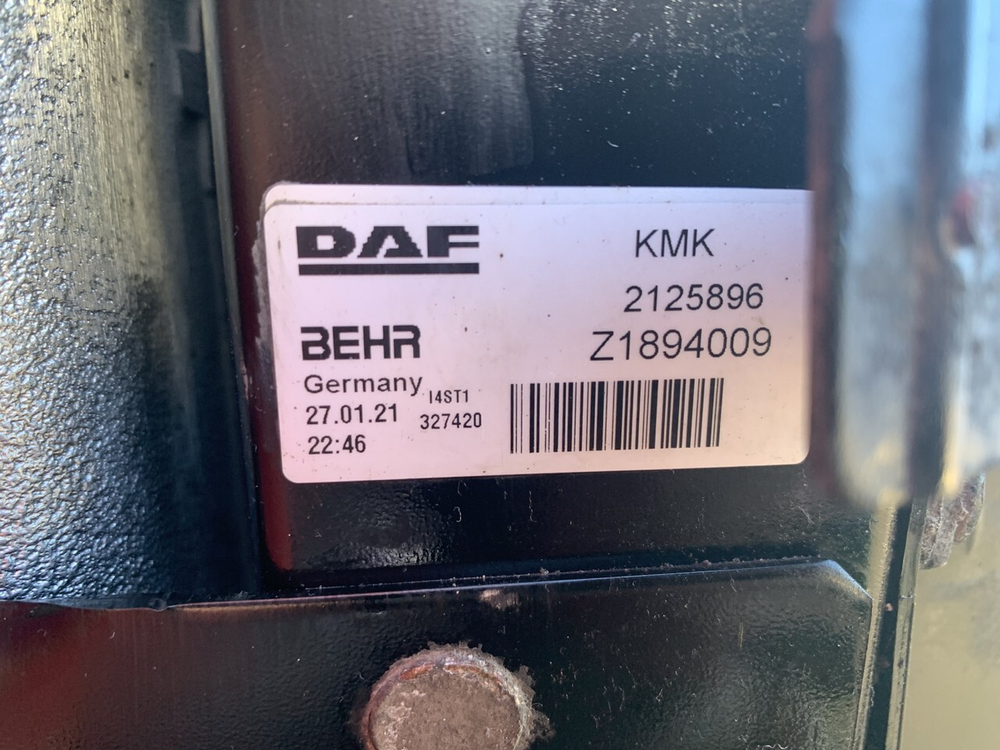 DAF
KMK
2125896
BEHR
Z1894009
Germany
I4ST1
27.01.21
327420
22:46